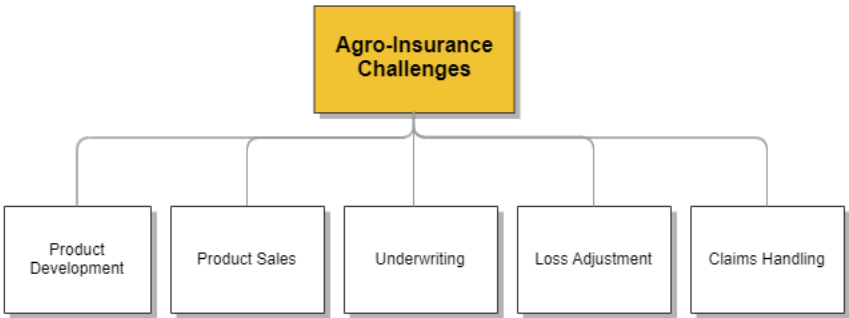 Agro-Insurance
Challenges
Product
Development
Product Sales
Underwriting
Loss Adjustment
Claims Handling